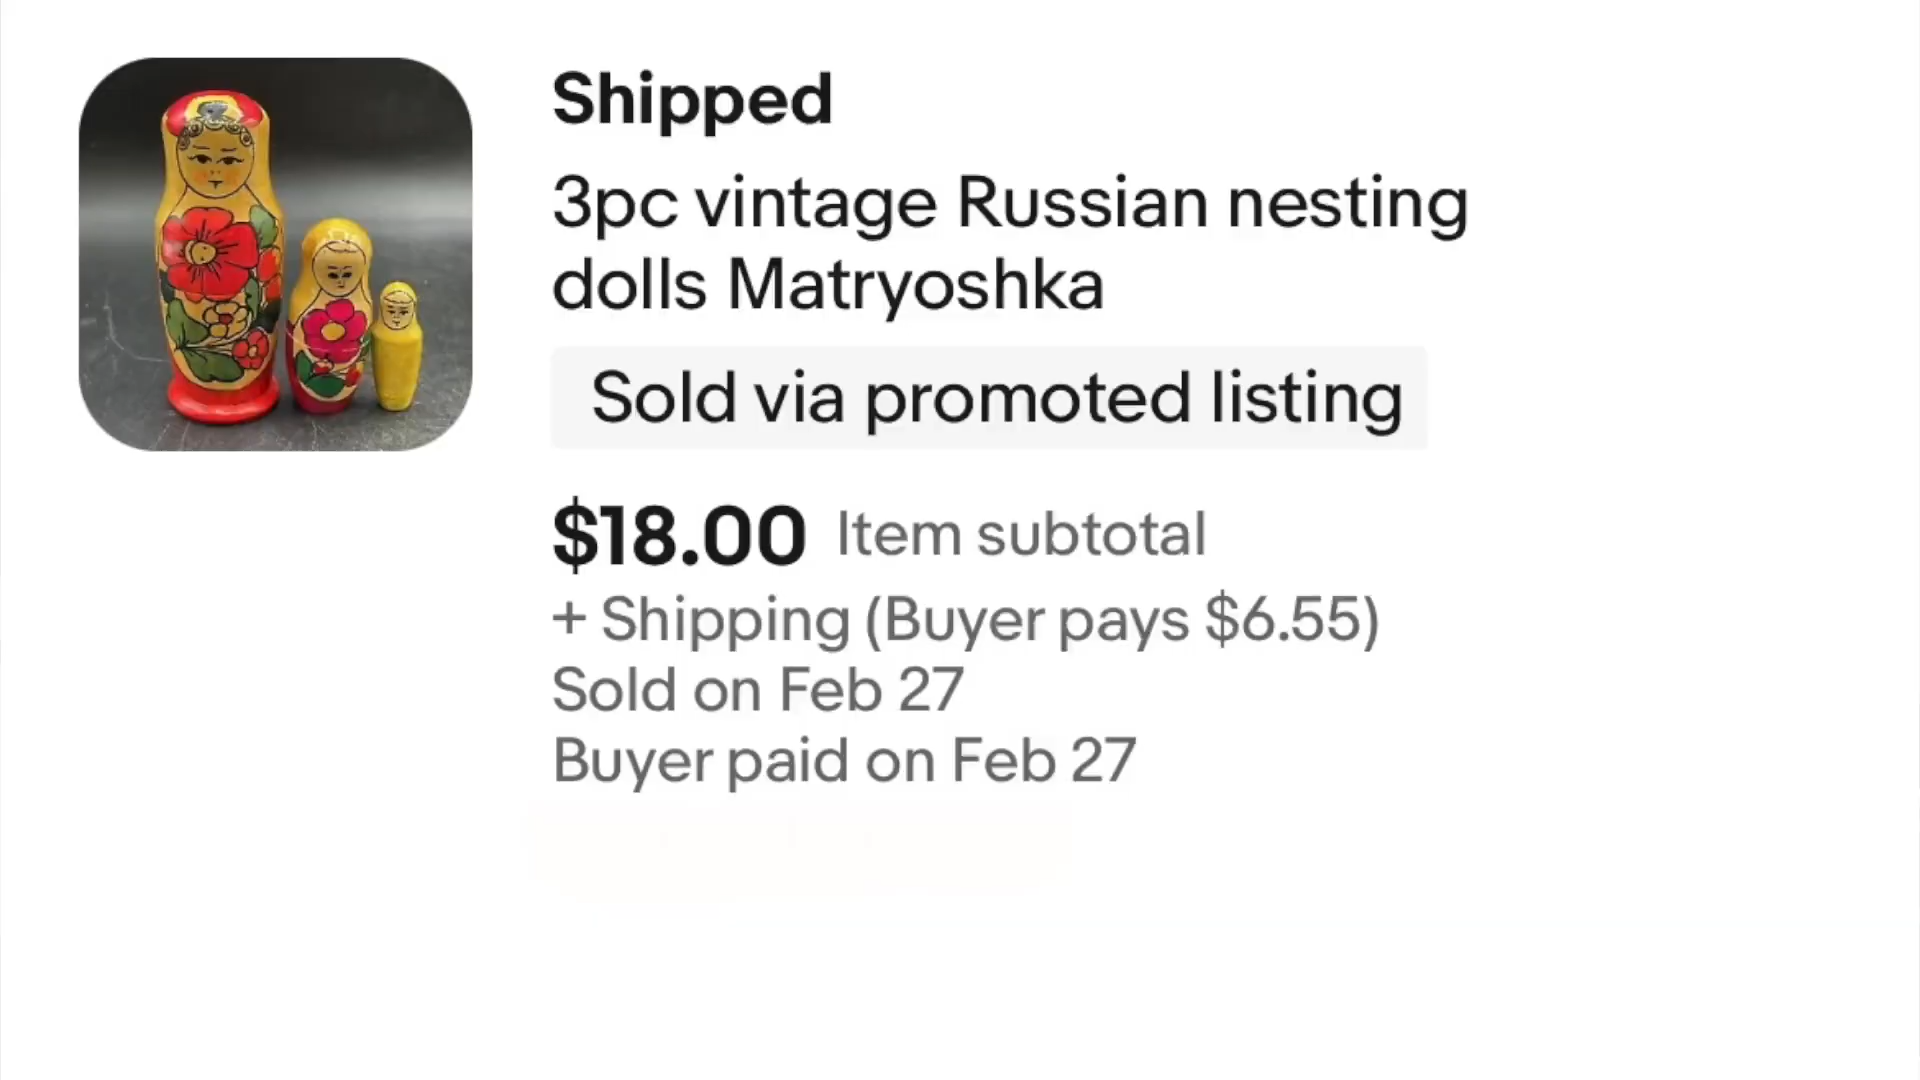 Shipped
3pc vintage Russian nesting
dolls Matryoshka
Sold via promoted listing
$18.00 Item subtotal
+ Shipping (Buyer pays $6.55)
Sold on Feb 27
Buyer paid on Feb 27